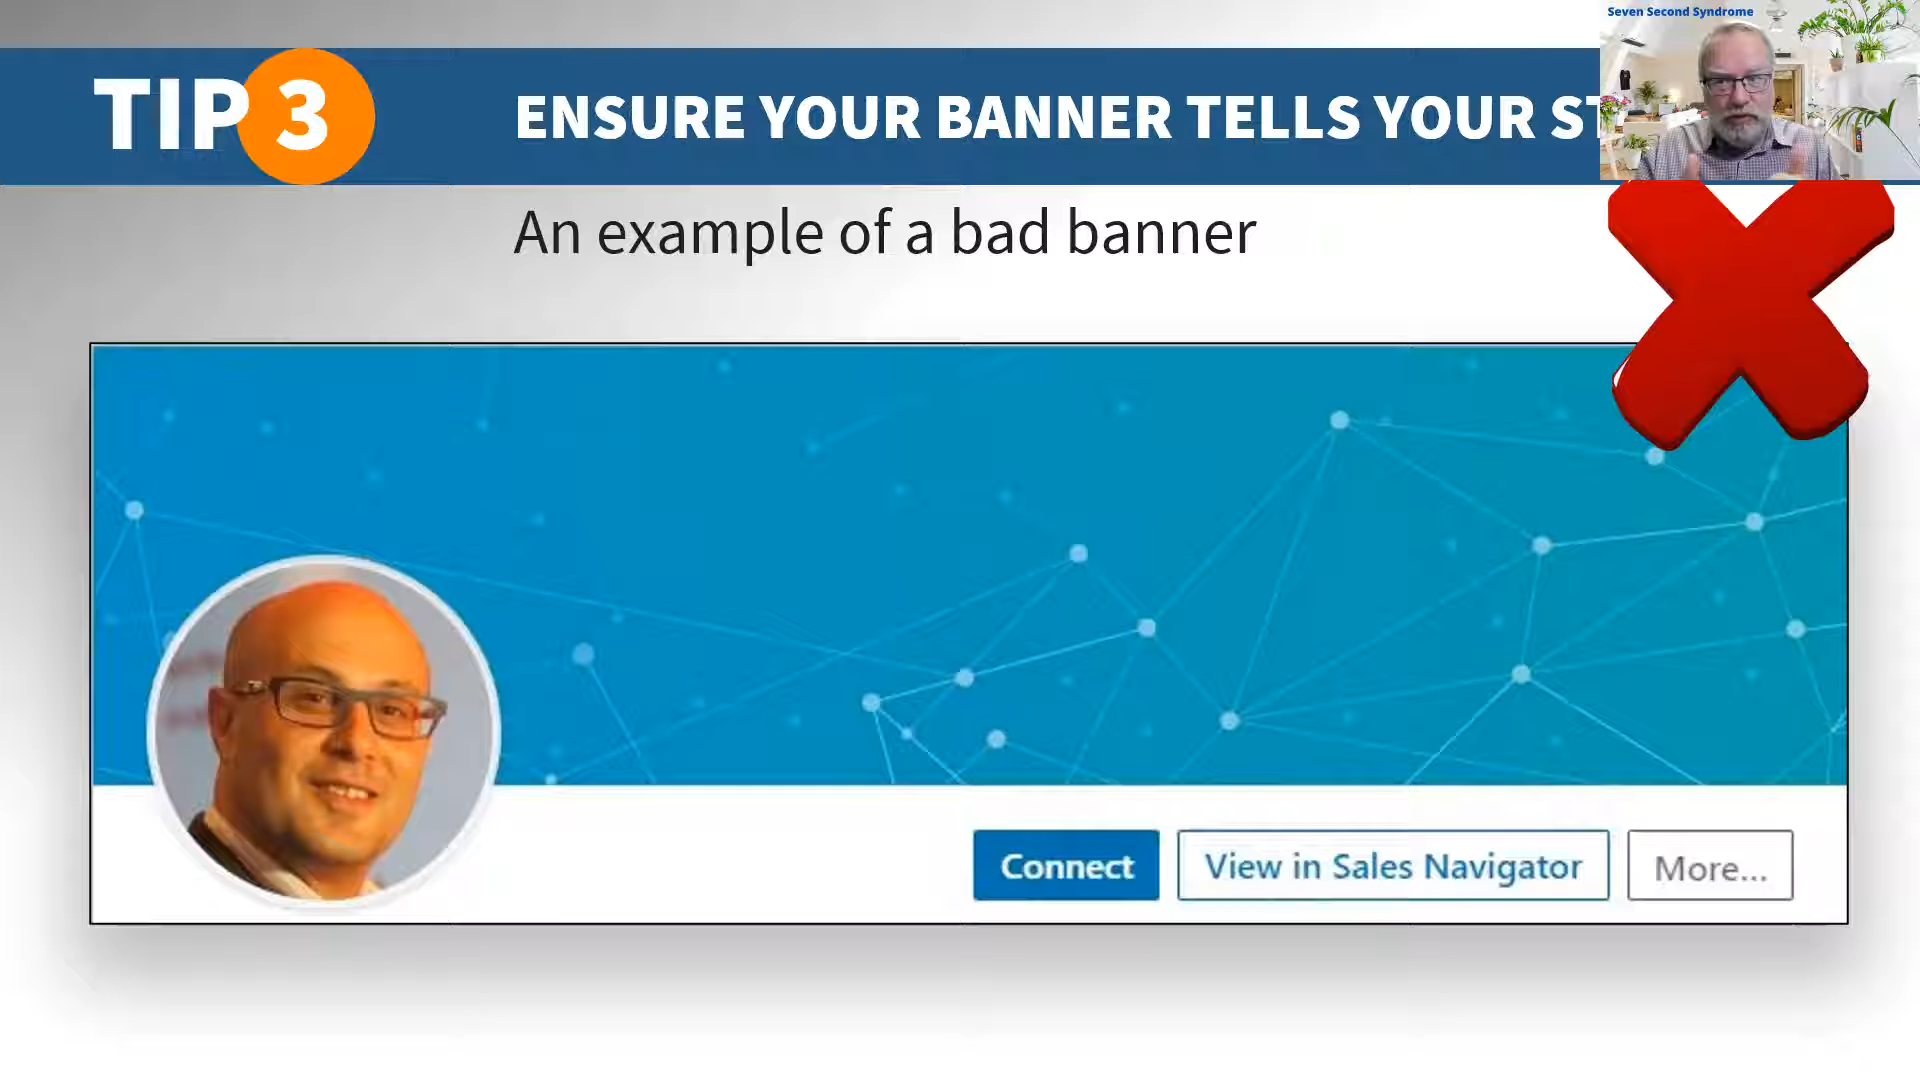 Seven Second Syndrome
TIP 3
ENSURE YOUR BANNER TELLS YOUR ST
An example of a bad banner
Connect
View in Sales Navigator
More...